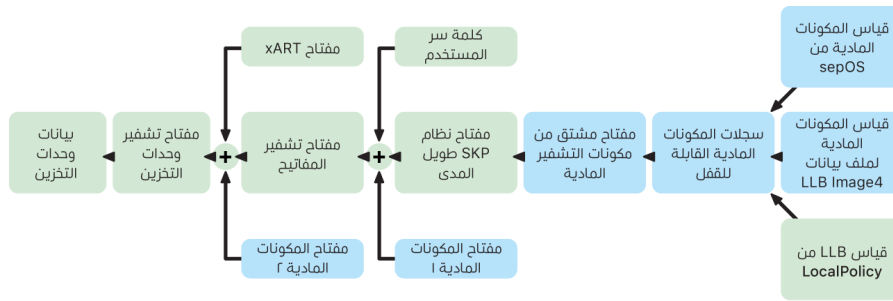 قياس المكونات
المادية من
sepOS
قياس المكونات
المادية
لملف بيانات
LLB Image4
قياس LLB من
LocalPolicy
سجلات المكونات
المادية القابلة
للقفل
مفتاح مشتق من
مكونات التشفير
المادية
كلمة سر
المستخدم
مفتاح نظام
SKP طويل
المدى
مفتاح المكونات
المادية ١
+
مفتاح xART
مفتاح تشفير
المفاتيح
مفتاح المكونات
المادية ٢
+
مفتاح تشفير
وحدات
التخزين
بيانات
وحدات
التخزين